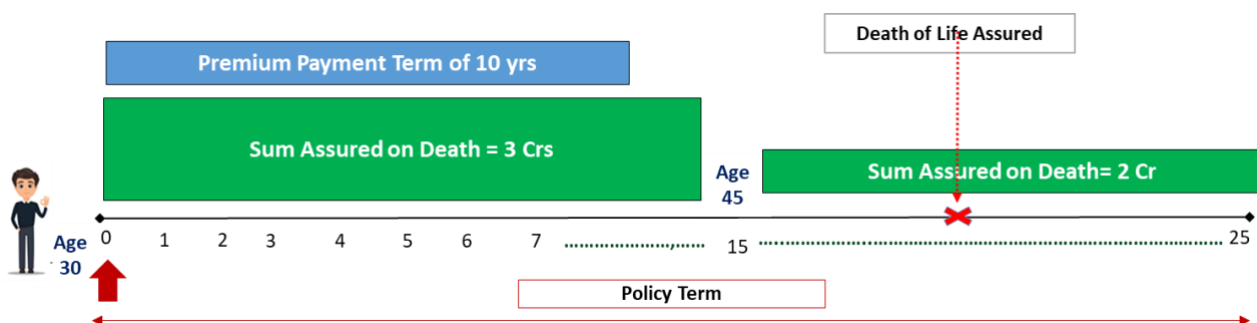 Death of Life Assured
Premium Payment Term of 10 yrs
Sum Assured on Death = 3 Crs
Age
45
Sum Assured on Death= 2 Cr
Age
30
0 1 2 3 4 5 6 7 ......................,...... 15 ................................................ 25
Policy Term